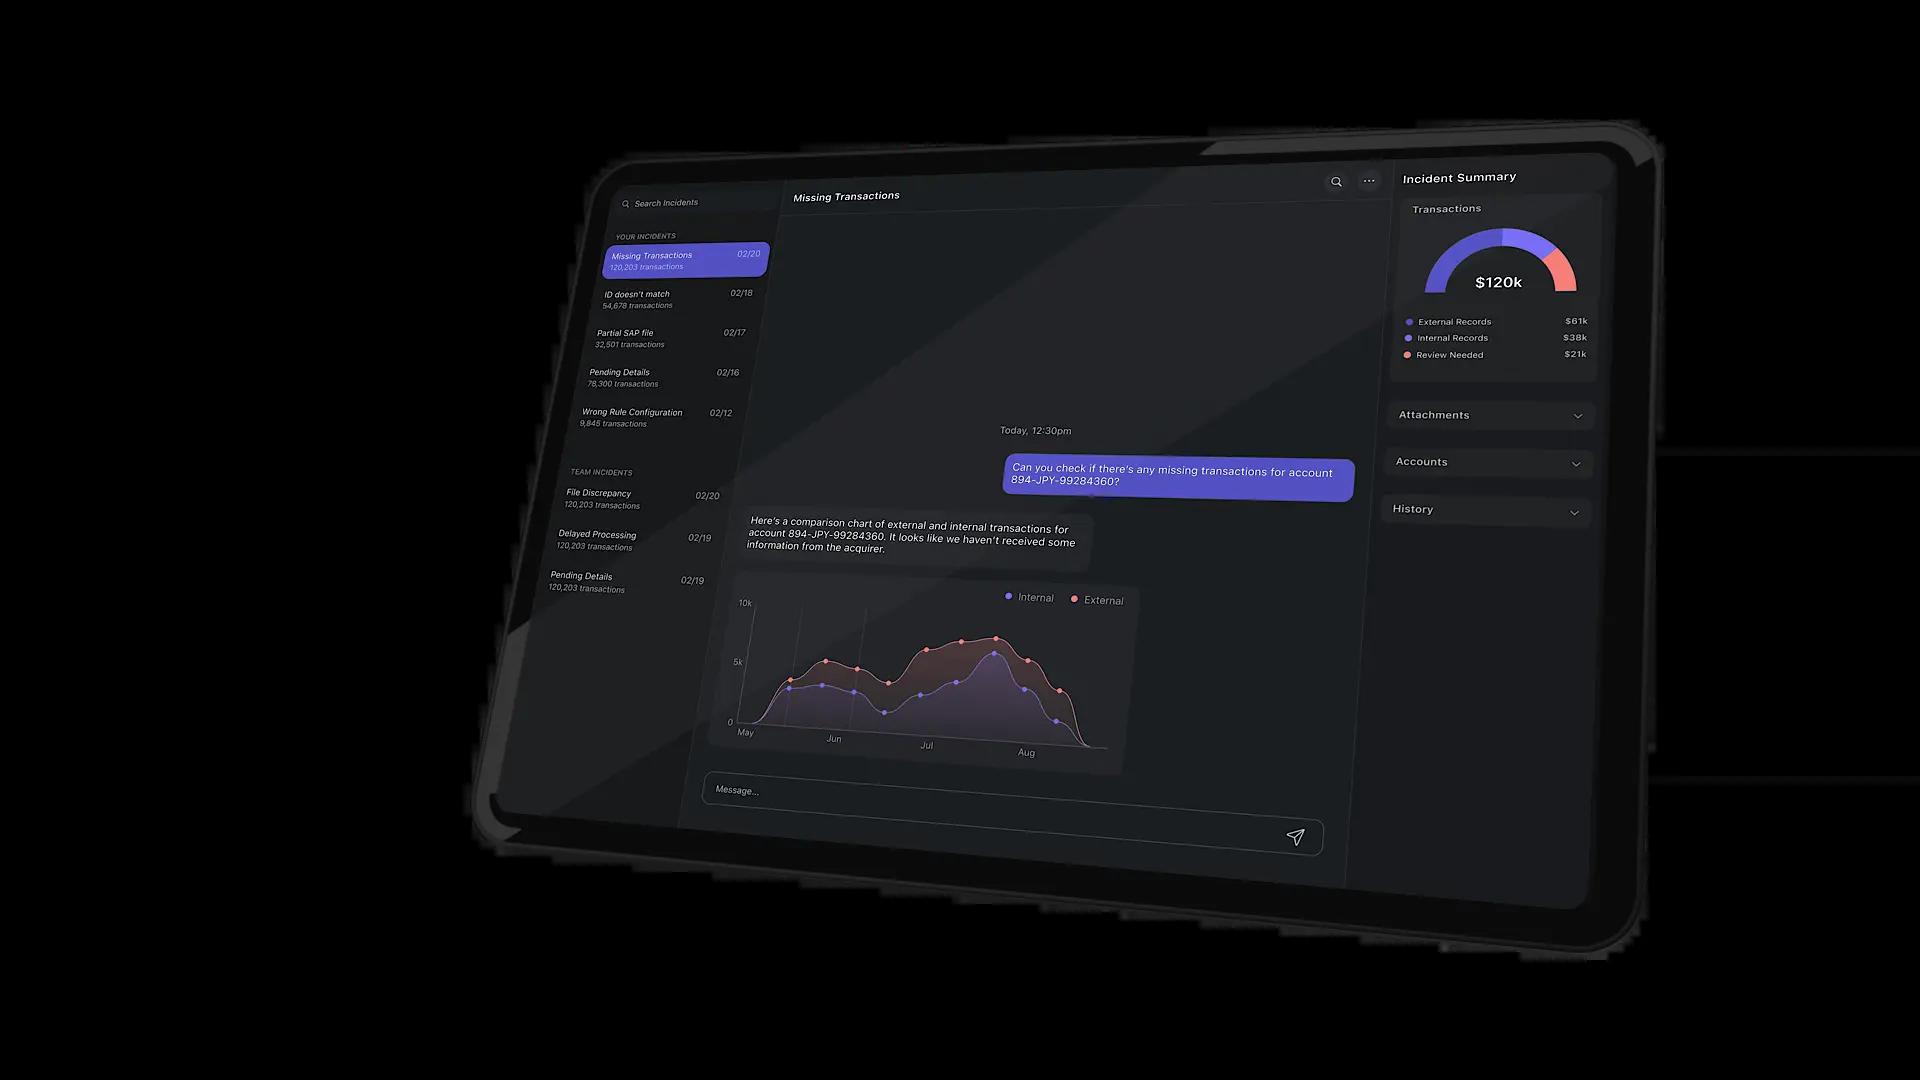 Search Incidents
YOUR INCIDENTS
Missing Transactions 02/20
120,203 transactions
ID doesn't match 02/18
54,678 transactions
Partial SAP file 02/17
32,501 transactions
Pending Details 02/16
78,300 transactions
Wrong Rule Configuration 02/12
9,845 transactions
TEAM INCIDENTS
File Discrepancy 02/20
120,203 transactions
Delayed Processing 02/19
120,203 transactions
Pending Details 02/19
120,203 transactions
Missing Transactions
Today, 12:30pm
Can you check if there's any missing transactions for account
894-JPY-99284360?
Here's a comparison chart of external and internal transactions for
account 894-JPY-99284360. It looks like we haven't received some
information from the acquirer.
Internal External
10k
5k
0
May Jun Jul Aug
Message...
Incident Summary
Transactions
$120k
External Records $61k
Internal Records $38k
Review Needed $21k
Attachments
Accounts
History